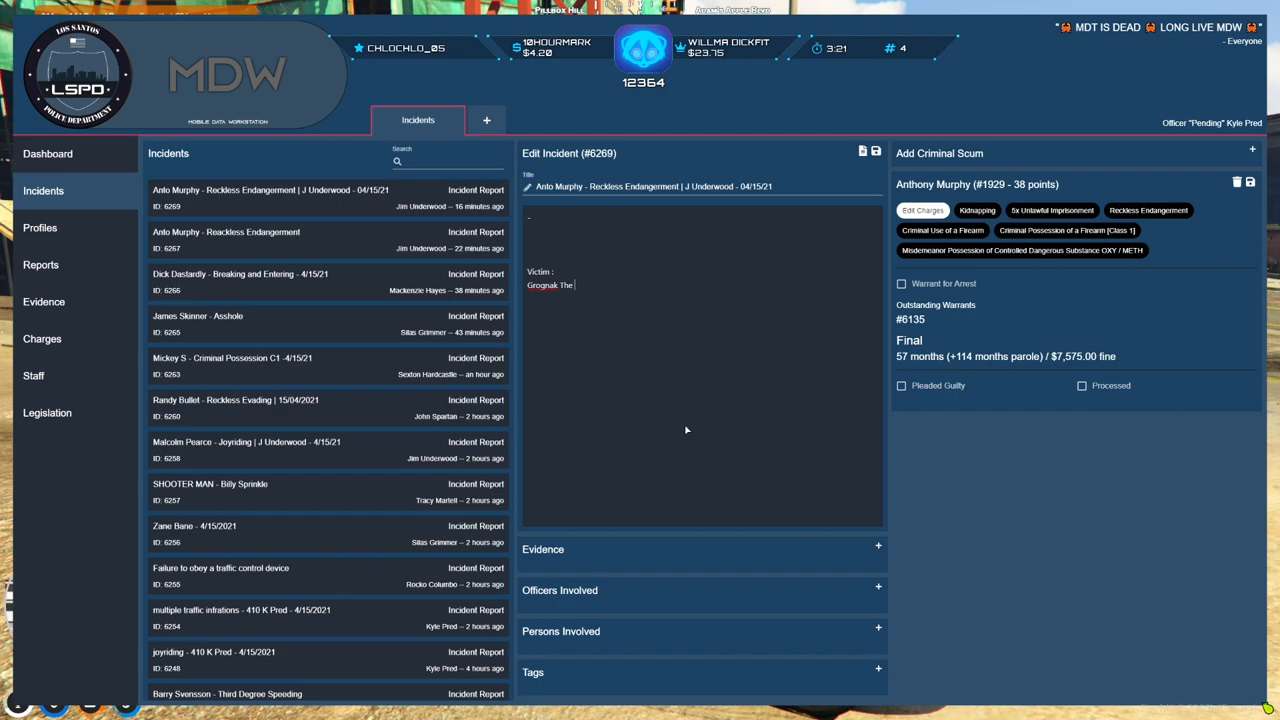 PILLBOX HILL
ADAM'S APPLE BLVD
LOS SANTOS
LSPD
POLICE DEPARTMENT
MDW
MOBILE DATA WORKSTATION
CHLOCHLO_05
10HOURMARK
$4.20
12364
WILLMA DICKFIT
$23.75
3:21
# 4
" MDT IS DEAD LONG LIVE MDW "
- Everyone
Incidents
+
Officer "Pending" Kyle Pred
Dashboard
Incidents
Profiles
Reports
Evidence
Charges
Staff
Legislation
Incidents
Search
Anto Murphy - Reckless Endangerment | J Underwood - 04/15/21 Incident Report
ID: 6269 Jim Underwood -- 16 minutes ago
Anto Murphy - Reackless Endangerment Incident Report
ID: 6267 Jim Underwood -- 22 minutes ago
Dick Dastardly - Breaking and Entering - 4/15/21 Incident Report
ID: 6266 Mackenzie Hayes -- 38 minutes ago
James Skinner - Asshole Incident Report
ID: 6265 Silas Grimmer -- 43 minutes ago
Mickey S - Criminal Possession C1 -4/15/21 Incident Report
ID: 6263 Sexton Hardcastle -- an hour ago
Randy Bullet - Reckless Evading | 15/04/2021 Incident Report
ID: 6260 John Spartan -- 2 hours ago
Malcolm Pearce - Joyriding | J Underwood - 4/15/21 Incident Report
ID: 6258 Jim Underwood -- 2 hours ago
SHOOTER MAN - Billy Sprinkle Incident Report
ID: 6257 Tracy Martell -- 2 hours ago
Zane Bane - 4/15/2021 Incident Report
ID: 6256 Silas Grimmer -- 2 hours ago
Failure to obey a traffic control device Incident Report
ID: 6255 Rocko Columbo -- 2 hours ago
multiple traffic infrations - 410 K Pred - 4/15/2021 Incident Report
ID: 6254 Kyle Pred -- 2 hours ago
joyriding - 410 K Pred - 4/15/2021 Incident Report
ID: 6248 Kyle Pred -- 4 hours ago
Barry Svensson - Third Degree Speeding Incident Report
Edit Incident (#6269)
Title
Anto Murphy - Reckless Endangerment | J Underwood - 04/15/21
-
Victim :
Grognak The
Evidence +
Officers Involved +
Persons Involved +
Tags +
Add Criminal Scum +
Anthony Murphy (#1929 - 38 points)
Edit Charges Kidnapping 5x Unlawful Imprisonment Reckless Endangerment
Criminal Use of a Firearm Criminal Possession of a Firearm [Class 1]
Misdemeanor Possession of Controlled Dangerous Substance OXY / METH
Warrant for Arrest
Outstanding Warrants
#6135
Final
57 months (+114 months parole) / $7,575.00 fine
Pleaded Guilty Processed